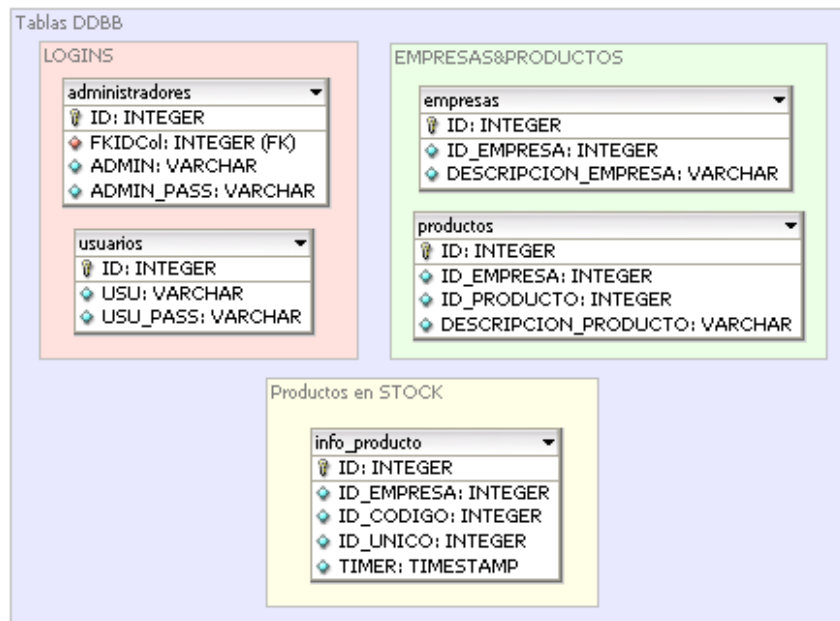 Tablas DDBB
LOGINS
administradores
ID: INTEGER
FKIDCol: INTEGER (FK)
ADMIN: VARCHAR
ADMIN_PASS: VARCHAR
usuarios
ID: INTEGER
USU: VARCHAR
USU_PASS: VARCHAR
EMPRESAS&PRODUCTOS
empresas
ID: INTEGER
ID_EMPRESA: INTEGER
DESCRIPCION_EMPRESA: VARCHAR
productos
ID: INTEGER
ID_EMPRESA: INTEGER
ID_PRODUCTO: INTEGER
DESCRIPCION_PRODUCTO: VARCHAR
Productos en STOCK
info_producto
ID: INTEGER
ID_EMPRESA: INTEGER
ID_CODIGO: INTEGER
ID_UNICO: INTEGER
TIMER: TIMESTAMP